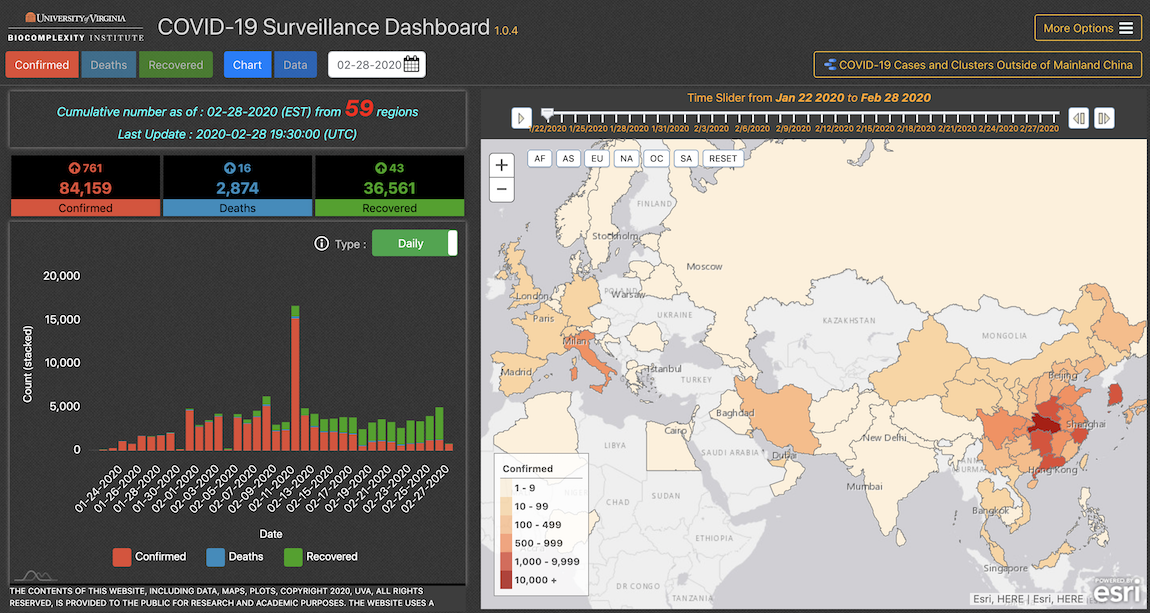 UNIVERSITY of VIRGINIA
BIOCOMPLEXITY INSTITUTE
COVID-19 Surveillance Dashboard 1.0.4
More Options
Confirmed
Deaths
Recovered
Chart
Data
02-28-2020
COVID-19 Cases and Clusters Outside of Mainland China
Cumulative number as of : 02-28-2020 (EST) from 59 regions
Last Update : 2020-02-28 19:30:00 (UTC)
761
84,159
Confirmed
16
2,874
Deaths
43
36,561
Recovered
Type :
Daily
20,000
15,000
10,000
5,000
0
Count (stacked)
01-24-2020
01-26-2020
01-28-2020
01-30-2020
02-01-2020
02-03-2020
02-05-2020
02-07-2020
02-09-2020
02-11-2020
02-13-2020
02-15-2020
02-17-2020
02-19-2020
02-21-2020
02-23-2020
02-25-2020
02-27-2020
Date
Confirmed
Deaths
Recovered
THE CONTENTS OF THIS WEBSITE, INCLUDING DATA, MAPS, PLOTS, COPYRIGHT 2020, UVA, ALL RIGHTS
RESERVED, IS PROVIDED TO THE PUBLIC FOR RESEARCH AND ACADEMIC PURPOSES. THE WEBSITE USES A
Time Slider from Jan 22 2020 to Feb 28 2020
1/22/2020 1/25/2020 1/28/2020 1/31/2020 2/3/2020 2/6/2020 2/9/2020 2/12/2020 2/15/2020 2/18/2020 2/21/2020 2/24/2020 2/27/2020
+
−
AF
AS
EU
NA
OC
SA
RESET
FINLAND
Stockholm
Moscow
London
POLAND
Warsaw
Paris
UKRAINE
KAZAKHSTAN
MONGOLIA
Milan
Madrid
Istanbul
TURKEY
Beijing
Baghdad
Shanghai
Cairo
New Delhi
LIBYA
SAUDI ARABIA
Dubai
BURMA
Hong Kong
Mumbai
CHAD
SUDAN
Bangkok
ETHIOPIA
Singapore
DR CONGO
TANZANIA
Confirmed
1 - 9
10 - 99
100 - 499
500 - 999
1,000 - 9,999
10,000 +
POWERED BY
esri
Esri, HERE | Esri, HERE